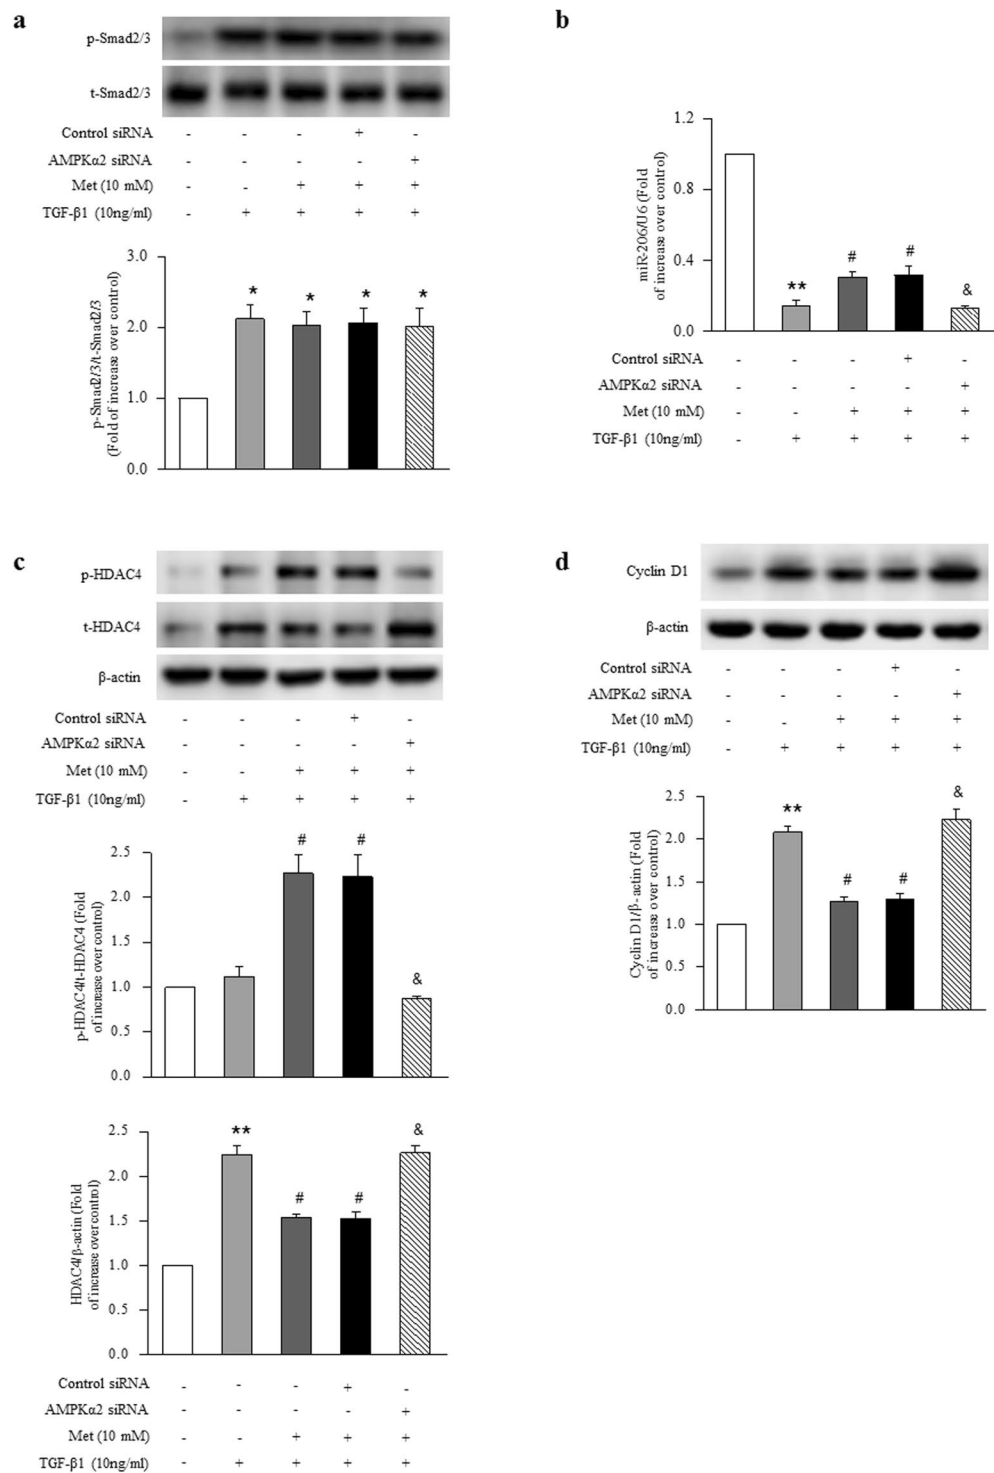 a
p-Smad2/3
t-Smad2/3
Control siRNA - - - + -
AMPKα2 siRNA - - - - +
Met (10 mM) - - + + +
TGF-β1 (10ng/ml) - + + + +
p-Smad2/3/t-Smad2/3
(Fold of increase over control)
3.0
2.0
1.0
0.0
* * * *
b
miR-206/U6 (Fold
of increase over control)
1.2
0.8
0.4
0.0
** # # &
Control siRNA - - - + -
AMPKα2 siRNA - - - - +
Met (10 mM) - - + + +
TGF-β1 (10ng/ml) - + + + +
c
p-HDAC4
t-HDAC4
β-actin
Control siRNA - - - + -
AMPKα2 siRNA - - - - +
Met (10 mM) - - + + +
TGF-β1 (10ng/ml) - + + + +
p-HDAC4/t-HDAC4 (Fold
of increase over control)
2.5
2.0
1.5
1.0
0.5
0.0
# # &
HDAC4/β-actin (Fold
of increase over control)
2.5
2.0
1.5
1.0
0.5
0.0
** # # &
Control siRNA - - - + -
AMPKα2 siRNA - - - - +
Met (10 mM) - - + + +
TGF-β1 (10ng/ml) - + + + +
d
Cyclin D1
β-actin
Control siRNA - - - + -
AMPKα2 siRNA - - - - +
Met (10 mM) - - + + +
TGF-β1 (10ng/ml) - + + + +
Cyclin D1/β-actin (Fold
of increase over control)
2.5
2.0
1.5
1.0
0.5
0.0
** # # &